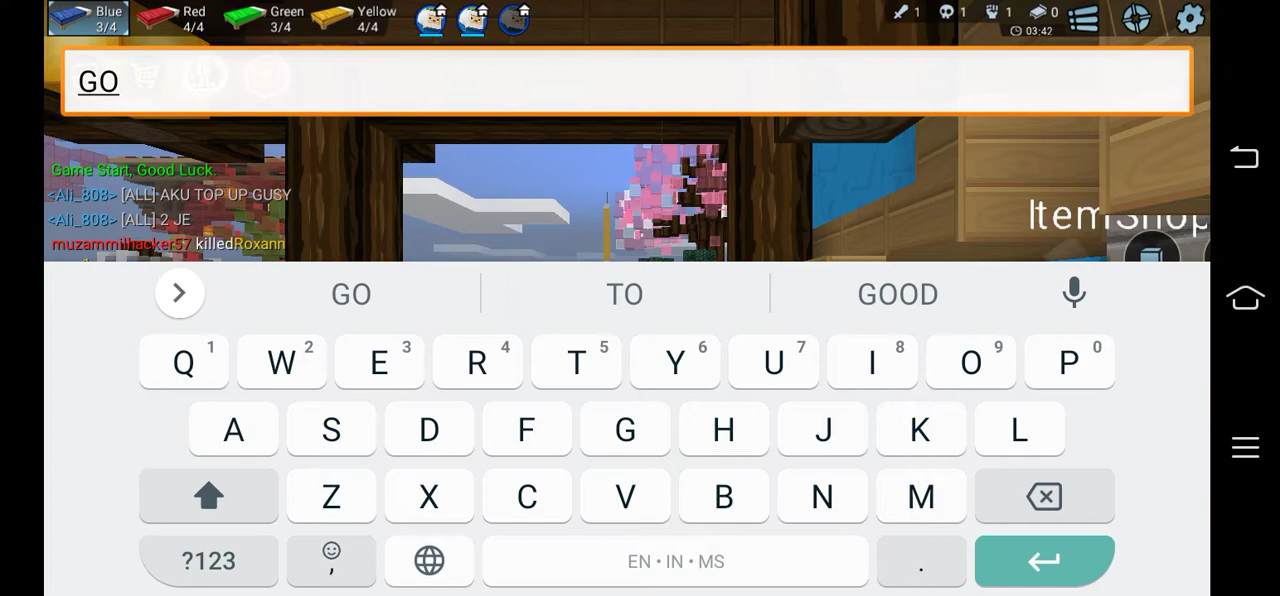 Blue
3/4
Red
4/4
Green
3/4
Yellow
4/4
1
1
1
0
03:42
GO
Game Start, Good Luck.
<Ali_808> [ALL] AKU TOP UP GUSY
<Ali_808> [ALL] 2 JE
muzammilhacker57 killedRoxann
ItemShop
GO
TO
GOOD
Q1 W2 E3 R4 T5 Y6 U7 I8 O9 P0
A S D F G H J K L
Z X C V B N M
?123 , EN • IN • MS .